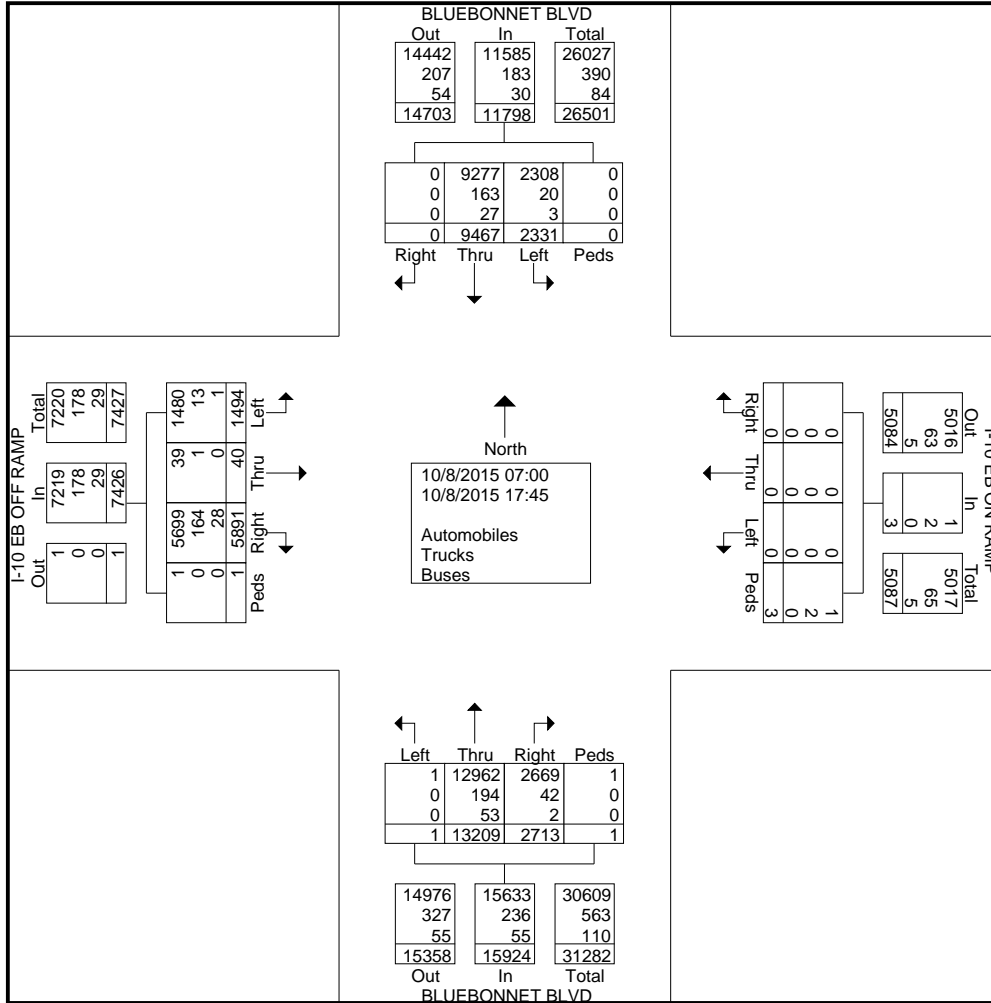 BLUEBONNET BLVD
Out In Total
14442 11585 26027
207 183 390
54 30 84
14703 11798 26501
0 9277 2308 0
0 163 20 0
0 27 3 0
0 9467 2331 0
Right Thru Left Peds
I-10 EB OFF RAMP
Out In Total
1 7219 7220
0 178 178
0 29 29
1 7426 7427
1 5699 39 1480
0 164 1 13
0 28 0 1
1 5891 40 1494
Peds Right Thru Left
North
10/8/2015 07:00
10/8/2015 17:45
Automobiles
Trucks
Buses
I-10 EB ON RAMP
Out In Total
5016 1 5017
63 2 65
5 0 5
5084 3 5087
0 0 0 1
0 0 0 2
0 0 0 0
0 0 0 3
Right Thru Left Peds
Left Thru Right Peds
1 12962 2669 1
0 194 42 0
0 53 2 0
1 13209 2713 1
14976 15633 30609
327 236 563
55 55 110
15358 15924 31282
Out In Total
BLUEBONNET BLVD